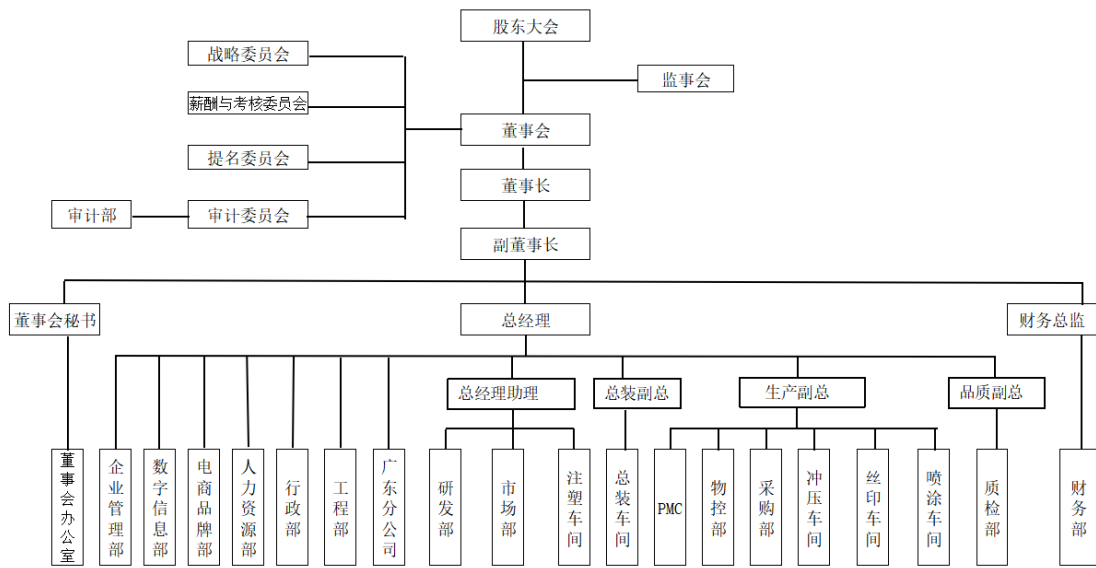 股东大会
战略委员会
监事会
薪酬与考核委员会
董事会
提名委员会
董事长
审计部
审计委员会
副董事长
董事会秘书
总经理
财务总监
总经理助理
总装副总
生产副总
品质副总
董事会办公室
企业管理部
数字信息部
电商品牌部
人力资源部
行政部
工程部
广东分公司
研发部
市场部
注塑车间
总装车间
PMC
物控部
采购部
冲压车间
丝印车间
喷涂车间
质检部
财务部